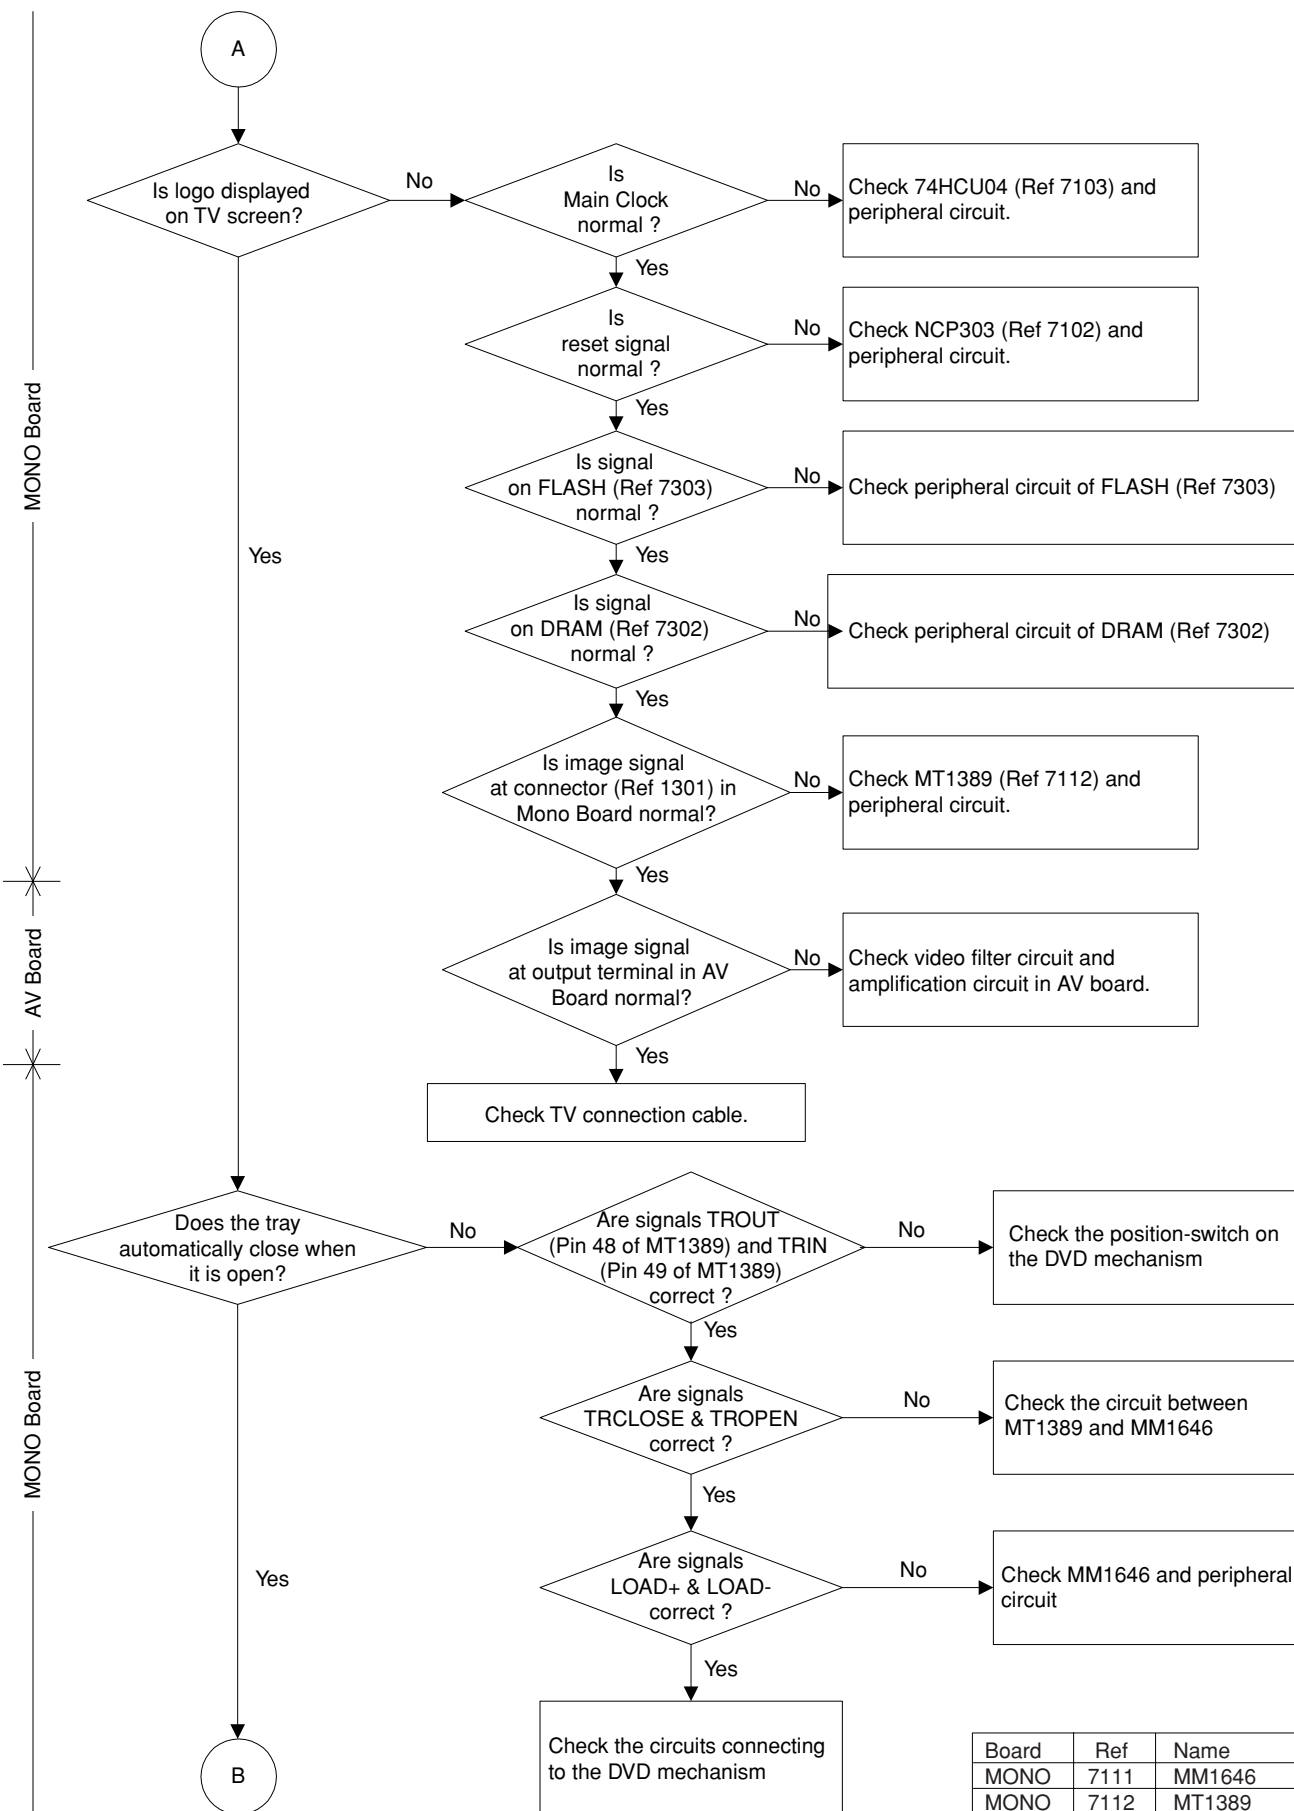 A
Is logo displayed
on TV screen?
No
Is
Main Clock
normal ?
No
Check 74HCU04 (Ref 7103) and
peripheral circuit.
Yes
Is
reset signal
normal ?
No
Check NCP303 (Ref 7102) and
peripheral circuit.
Yes
MONO Board
Is signal
on FLASH (Ref 7303)
normal ?
No
Check peripheral circuit of FLASH (Ref 7303)
Yes
Yes
Is signal
on DRAM (Ref 7302)
normal ?
No
Check peripheral circuit of DRAM (Ref 7302)
Yes
Is image signal
at connector (Ref 1301) in
Mono Board normal?
No
Check MT1389 (Ref 7112) and
peripheral circuit.
Yes
AV Board
Is image signal
at output terminal in AV
Board normal?
No
Check video filter circuit and
amplification circuit in AV board.
Yes
Check TV connection cable.
Does the tray
automatically close when
it is open?
No
Are signals TROUT
(Pin 48 of MT1389) and TRIN
(Pin 49 of MT1389)
correct ?
No
Check the position-switch on
the DVD mechanism
Yes
MONO Board
Are signals
TRCLOSE & TROPEN
correct ?
No
Check the circuit between
MT1389 and MM1646
Yes
Yes
Are signals
LOAD+ & LOAD-
correct ?
No
Check MM1646 and peripheral
circuit
Yes
Check the circuits connecting
to the DVD mechanism
B
Board Ref Name
MONO 7111 MM1646
MONO 7112 MT1389